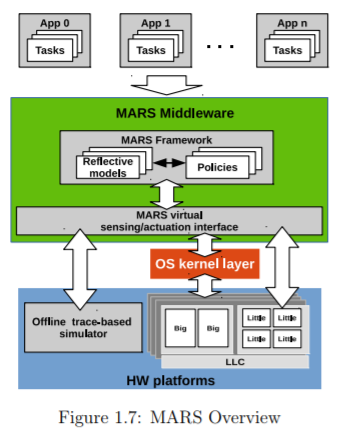 App 0
App 1
App n
Tasks
Tasks
. . .
Tasks
MARS Middleware
MARS Framework
Reflective
models
Policies
MARS virtual
sensing/actuation interface
OS kernel layer
Offline trace-based
simulator
Big
Big
Little
Little
Little
Little
LLC
HW platforms
Figure 1.7: MARS Overview